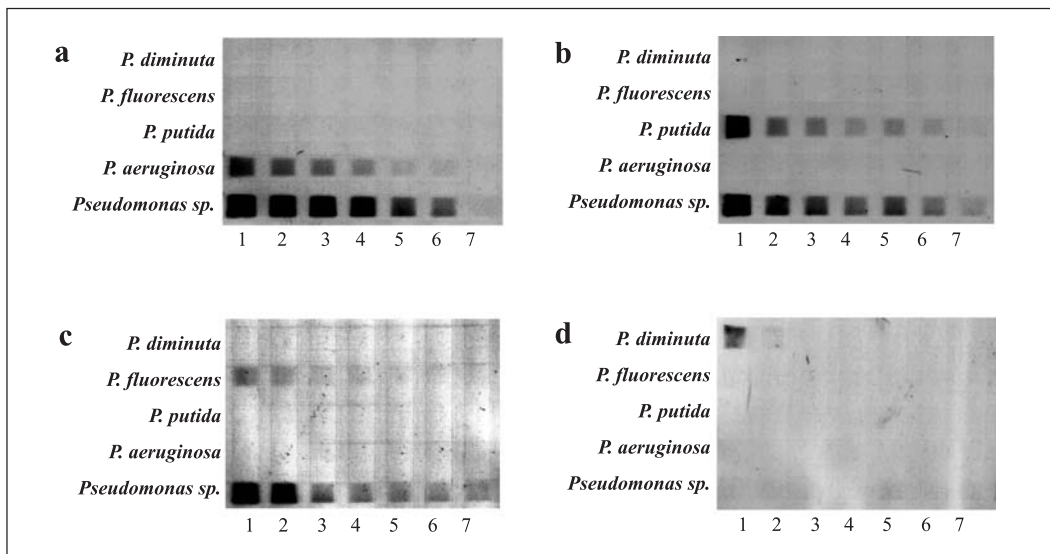 a
P. diminuta
P. fluorescens
P. putida
P. aeruginosa
Pseudomonas sp.
1 2 3 4 5 6 7
b
P. diminuta
P. fluorescens
P. putida
P. aeruginosa
Pseudomonas sp.
1 2 3 4 5 6 7
c
P. diminuta
P. fluorescens
P. putida
P. aeruginosa
Pseudomonas sp.
1 2 3 4 5 6 7
d
P. diminuta
P. fluorescens
P. putida
P. aeruginosa
Pseudomonas sp.
1 2 3 4 5 6 7